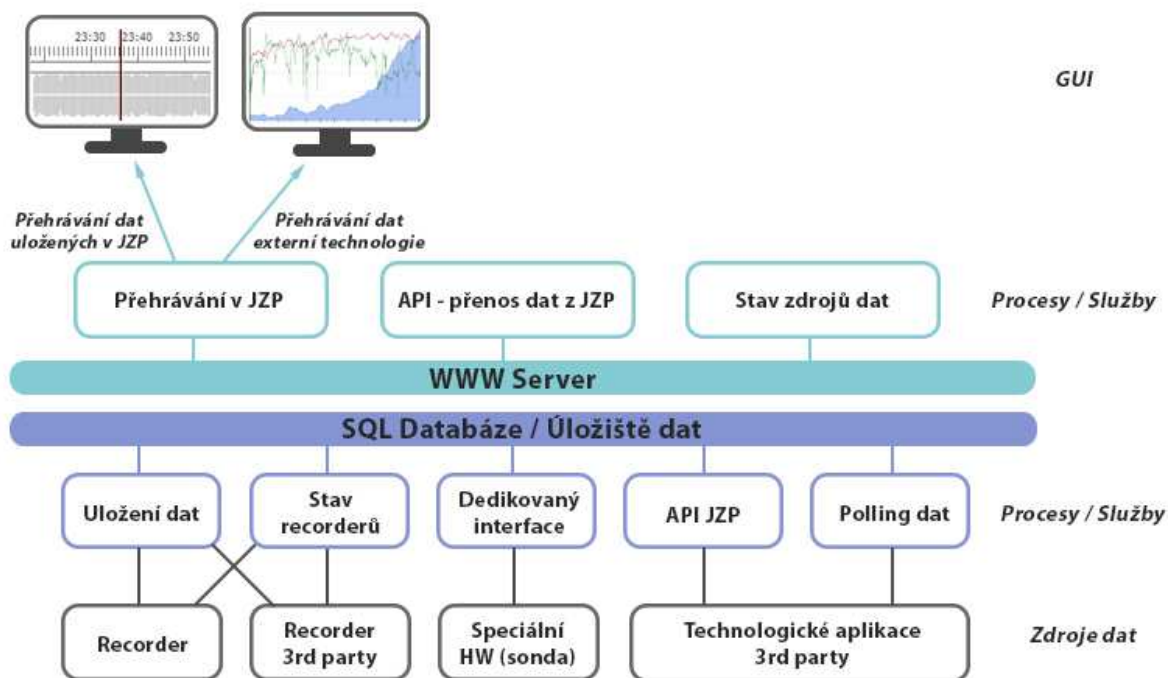 23:30 23:40 23:50
GUI
Přehrávání dat
uložených v JZP
Přehrávání dat
externí technologie
Přehrávání v JZP
API - přenos dat z JZP
Stav zdrojů dat
Procesy / Služby
WWW Server
SQL Databáze / Úložiště dat
Uložení dat
Stav
recorderů
Dedikovaný
interface
API JZP
Polling dat
Procesy / Služby
Recorder
Recorder
3rd party
Speciální
HW (sonda)
Technologické aplikace
3rd party
Zdroje dat